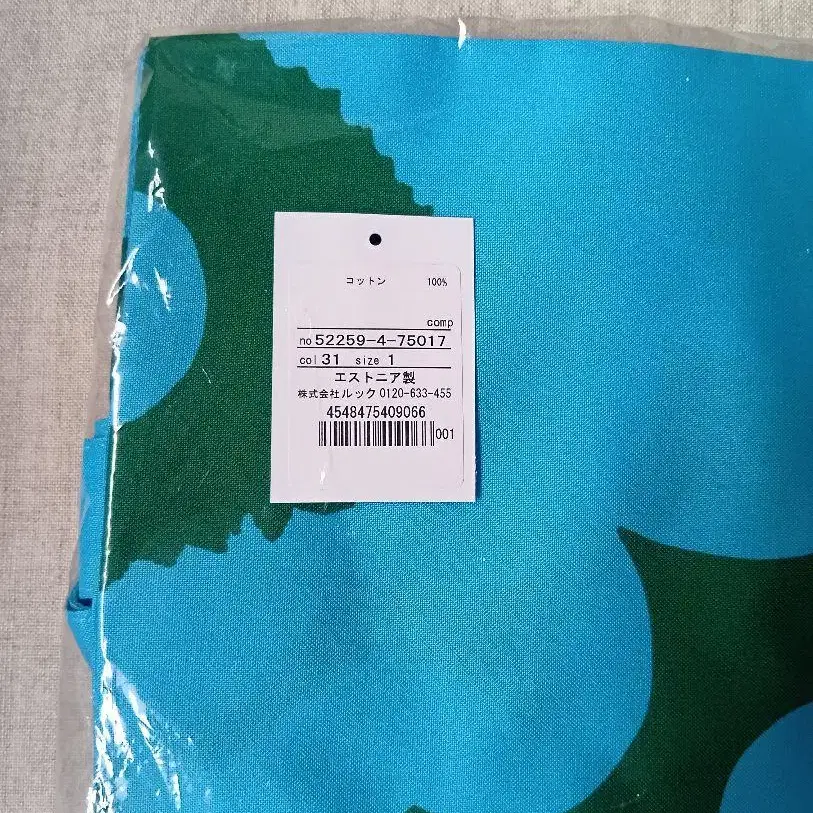 コットン 100%
comp
no 52259-4-75017
col 31 size 1
エストニア製
株式会社ルック 0120-633-455
4548475409066
001